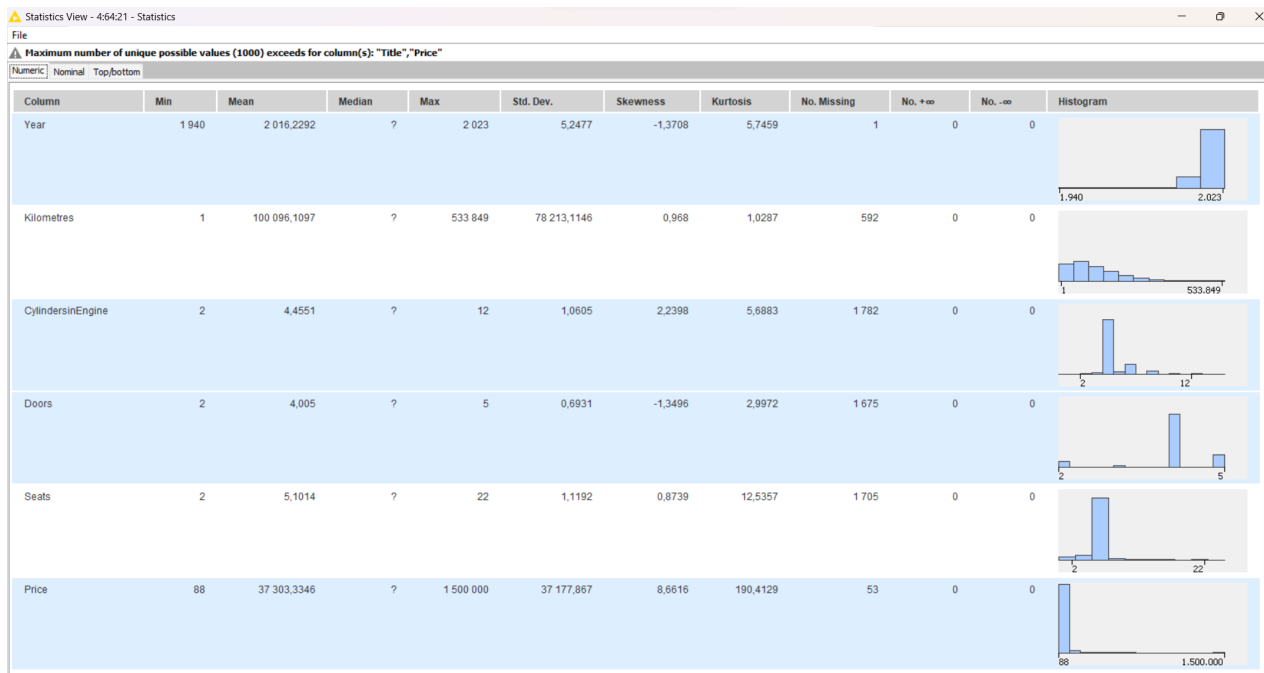 Statistics View - 4:64:21 - Statistics
File
Maximum number of unique possible values (1000) exceeds for column(s): "Title","Price"
Numeric Nominal Top/bottom
Column Min Mean Median Max Std. Dev. Skewness Kurtosis No. Missing No. +∞ No. -∞ Histogram
Year 1 940 2 016,2292 ? 2 023 5,2477 -1,3708 5,7459 1 0 0
1.940 2.023
Kilometres 1 100 096,1097 ? 533 849 78 213,1146 0,968 1,0287 592 0 0
1 533.849
CylindersinEngine 2 4,4551 ? 12 1,0605 2,2398 5,6883 1 782 0 0
2 12
Doors 2 4,005 ? 5 0,6931 -1,3496 2,9972 1 675 0 0
2 5
Seats 2 5,1014 ? 22 1,1192 0,8739 12,5357 1 705 0 0
2 22
Price 88 37 303,3346 ? 1 500 000 37 177,867 8,6616 190,4129 53 0 0
88 1.500.000